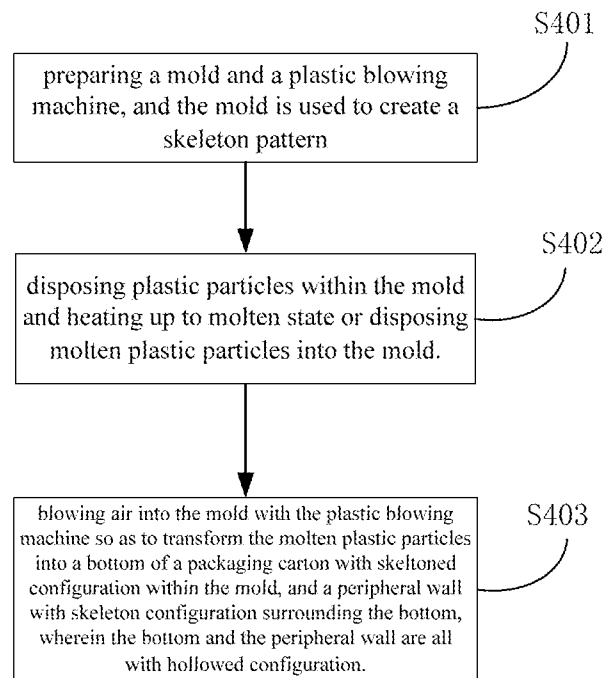 S401
preparing a mold and a plastic blowing
machine, and the mold is used to create a
skeleton pattern
S402
disposing plastic particles within the mold
and heating up to molten state or disposing
molten plastic particles into the mold.
S403
blowing air into the mold with the plastic blowing
machine so as to transform the molten plastic particles
into a bottom of a packaging carton with skeltoned
configuration within the mold, and a peripheral wall
with skeleton configuration surrounding the bottom,
wherein the bottom and the peripheral wall are all
with hollowed configuration.